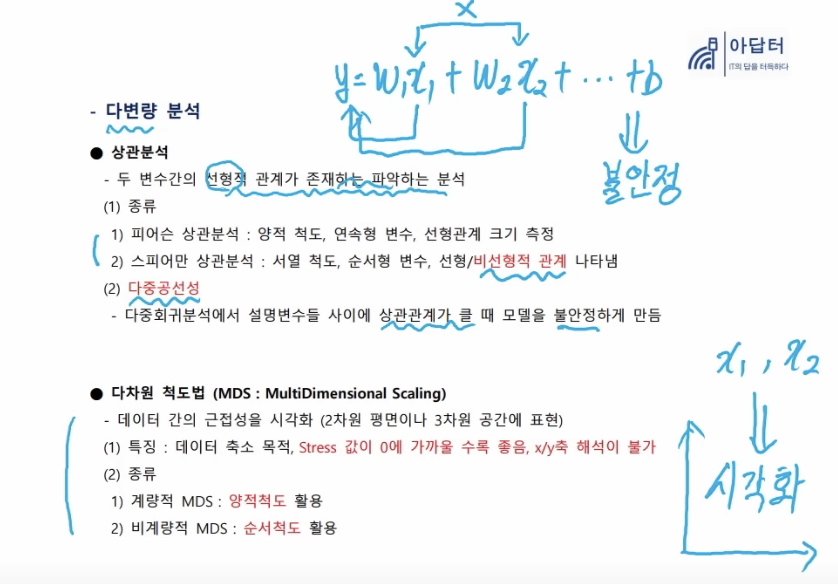 X
y = w₁x₁ + w₂x₂ + ... + b
아답터
IT의 답을 터득하다
- 다변량 분석
불안정
● 상관분석
- 두 변수간의 선형적 관계가 존재하는 파악하는 분석
(1) 종류
1) 피어슨 상관분석 : 양적 척도, 연속형 변수, 선형관계 크기 측정
2) 스피어만 상관분석 : 서열 척도, 순서형 변수, 선형/비선형적 관계 나타냄
(2) 다중공선성
- 다중회귀분석에서 설명변수들 사이에 상관관계가 클 때 모델을 불안정하게 만듬
x₁, x₂
● 다차원 척도법 (MDS : MultiDimensional Scaling)
- 데이터 간의 근접성을 시각화 (2차원 평면이나 3차원 공간에 표현)
(1) 특징 : 데이터 축소 목적, Stress 값이 0에 가까울 수록 좋음, x/y축 해석이 불가
(2) 종류
시각화
1) 계량적 MDS : 양적척도 활용
2) 비계량적 MDS : 순서척도 활용